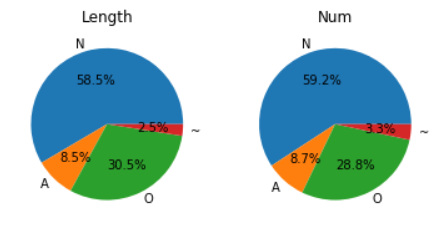 Length
N
58.5%
2.5%
~
8.5%
30.5%
A
O
Num
N
59.2%
3.3%
~
8.7%
28.8%
A
O